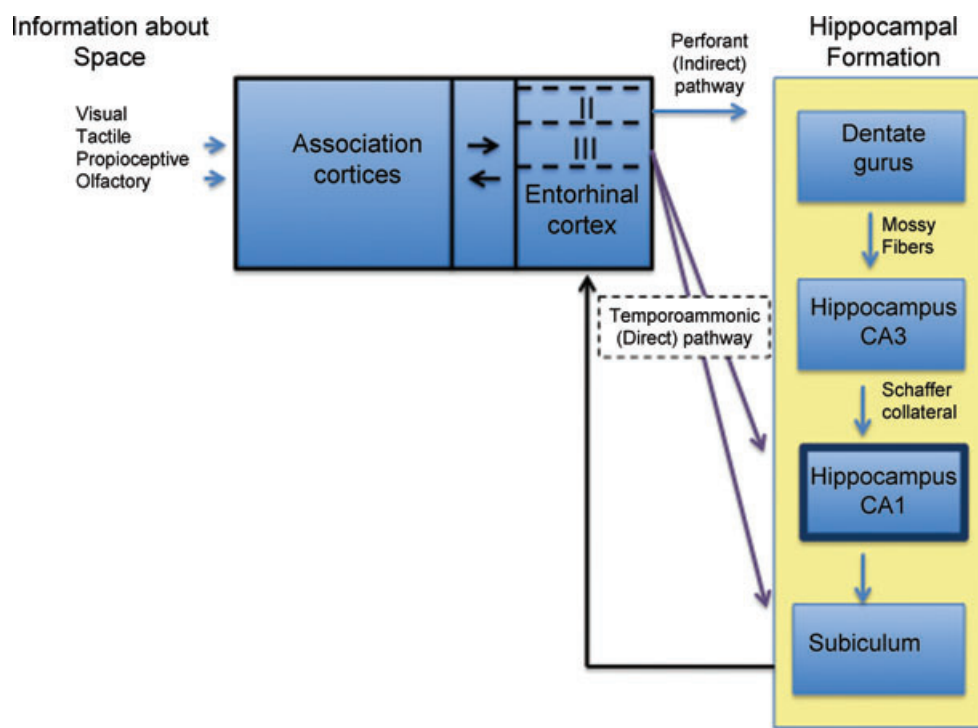 Information about
Space
Visual
Tactile
Propioceptive
Olfactory
Association
cortices
II
III
Entorhinal
cortex
Perforant
(Indirect)
pathway
Temporoammonic
(Direct) pathway
Hippocampal
Formation
Dentate
gurus
Mossy
Fibers
Hippocampus
CA3
Schaffer
collateral
Hippocampus
CA1
Subiculum